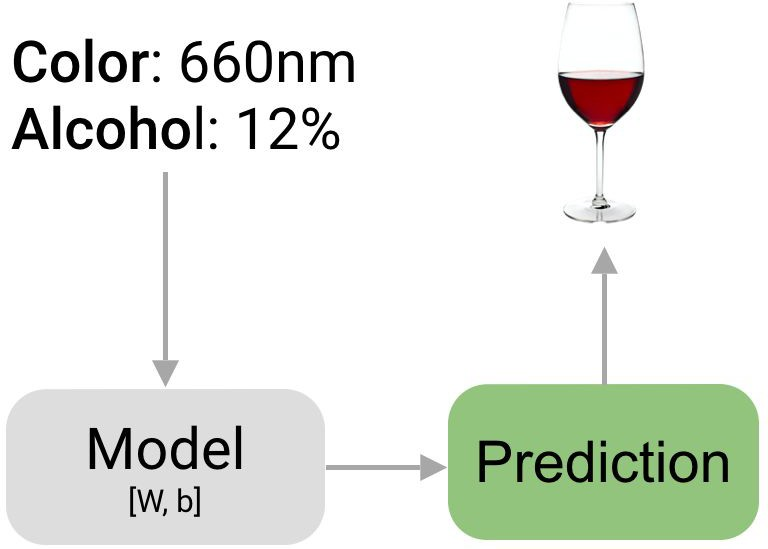 Color: 660nm
Alcohol: 12%
Model
[W, b]
Prediction